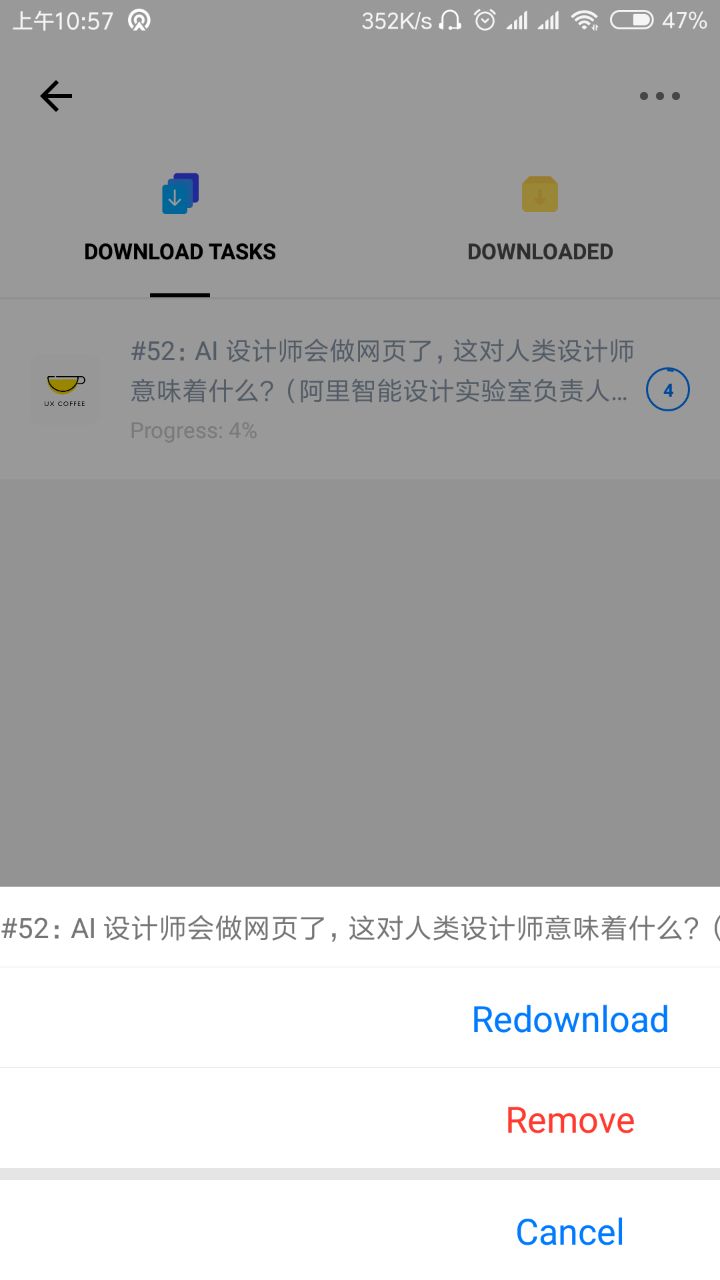 上午10:57
352K/s
47%
DOWNLOAD TASKS
DOWNLOADED
#52: AI 设计师会做网页了, 这对人类设计师
意味着什么? (阿里智能设计实验室负责人...
UX COFFEE
4
Progress: 4%
#52: AI 设计师会做网页了, 这对人类设计师意味着什么? (
Redownload
Remove
Cancel